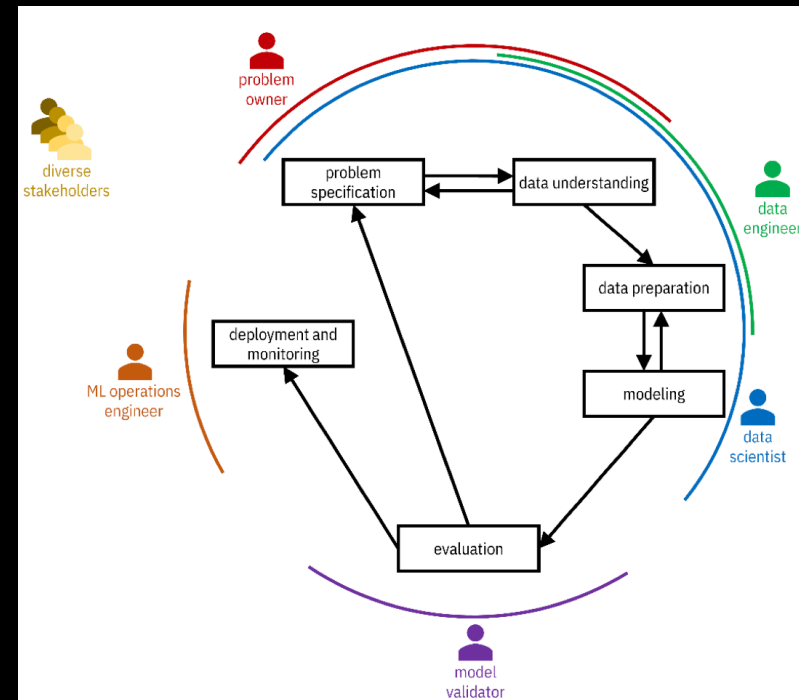 problem
owner
diverse
stakeholders
problem
specification
data understanding
data
engineer
data preparation
deployment and
monitoring
ML operations
engineer
modeling
data
scientist
evaluation
model
validator